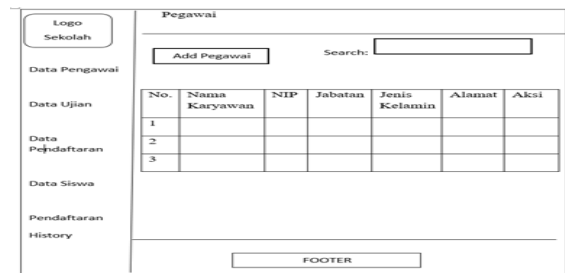 Logo
Sekolah
Data Pengawai
Data Ujian
Data
Pendaftaran
Data Siswa
Pendaftaran
History
Pegawai
Add Pegawai
Search:
No. Nama Karyawan NIP Jabatan Jenis Kelamin Alamat Aksi
1
2
3
FOOTER